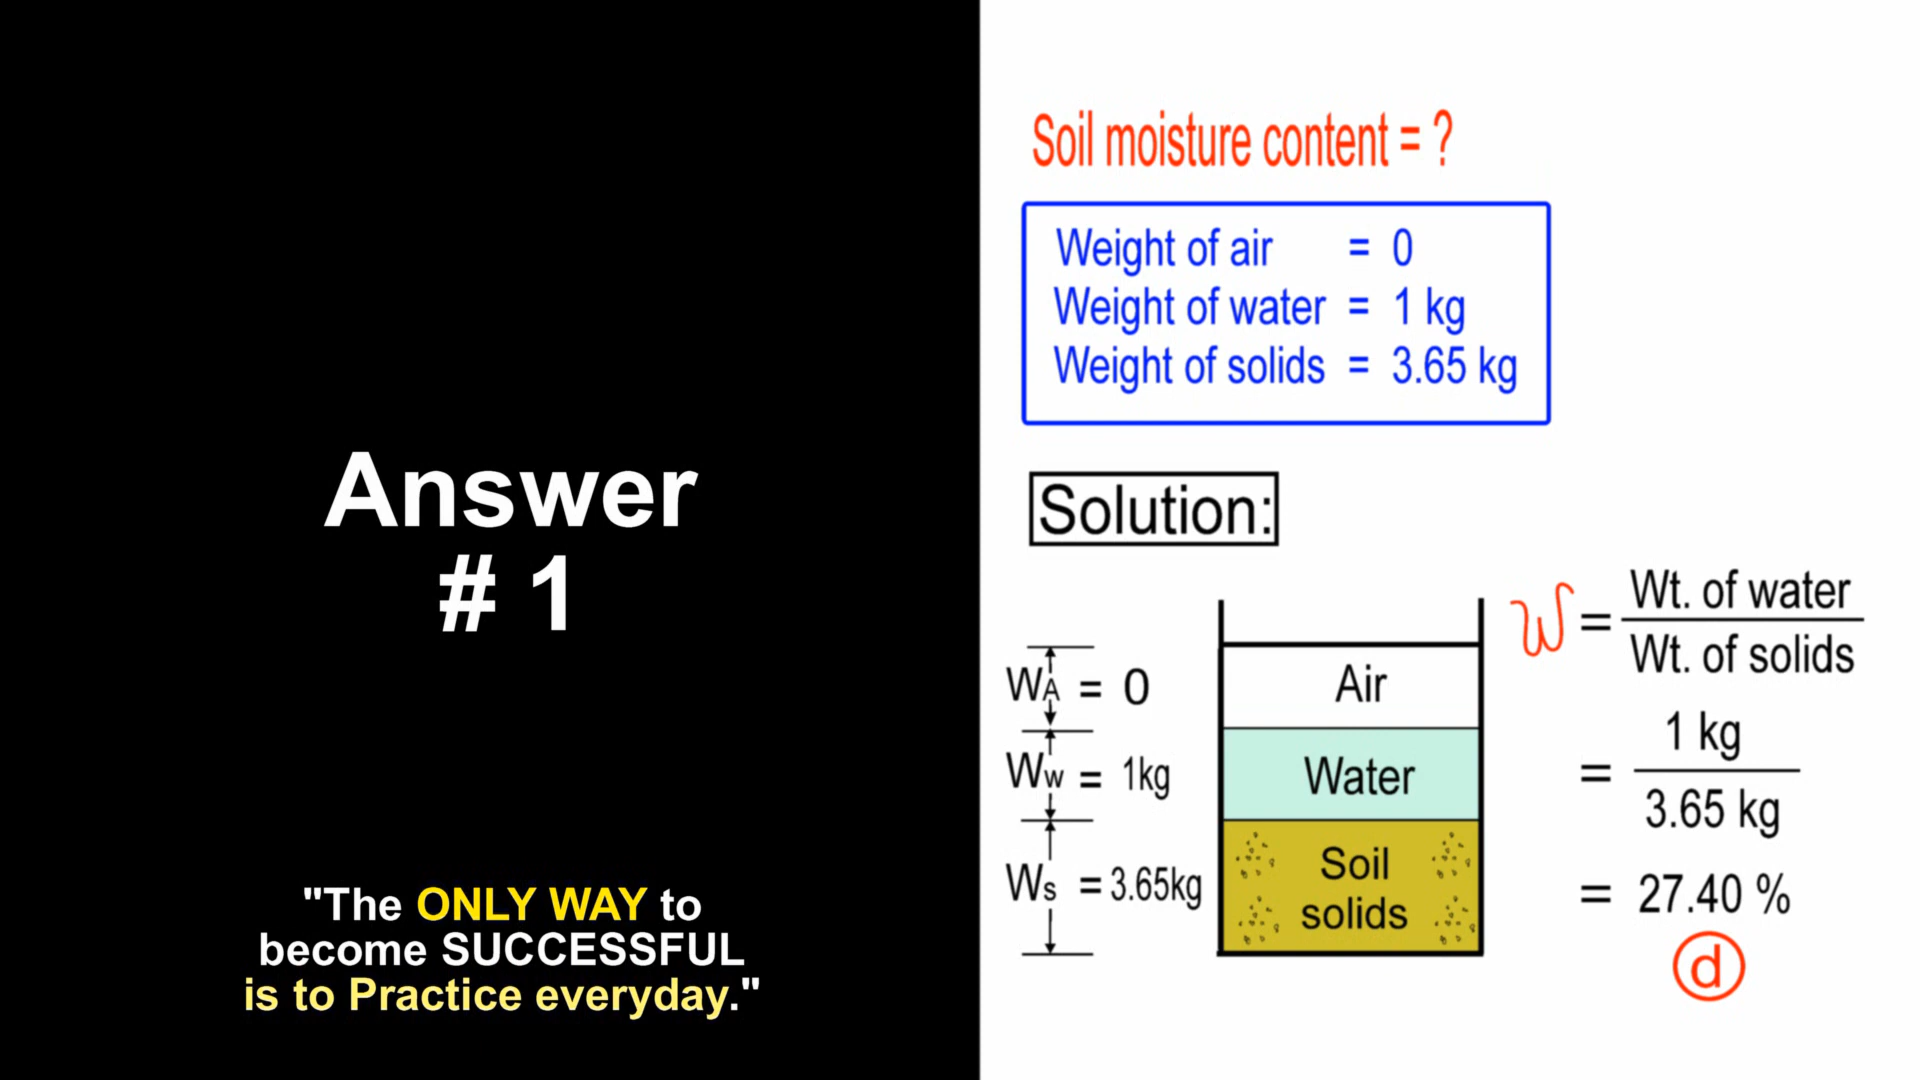 Answer
# 1
"The ONLY WAY to
become SUCCESSFUL
is to Practice everyday."
Soil moisture content = ?
Weight of air = 0
Weight of water = 1 kg
Weight of solids = 3.65 kg
Solution:
WA = 0
Ww = 1kg
Ws = 3.65kg
Air
Water
Soil
solids
W = Wt. of water
Wt. of solids
= 1 kg
3.65 kg
= 27.40 %
d